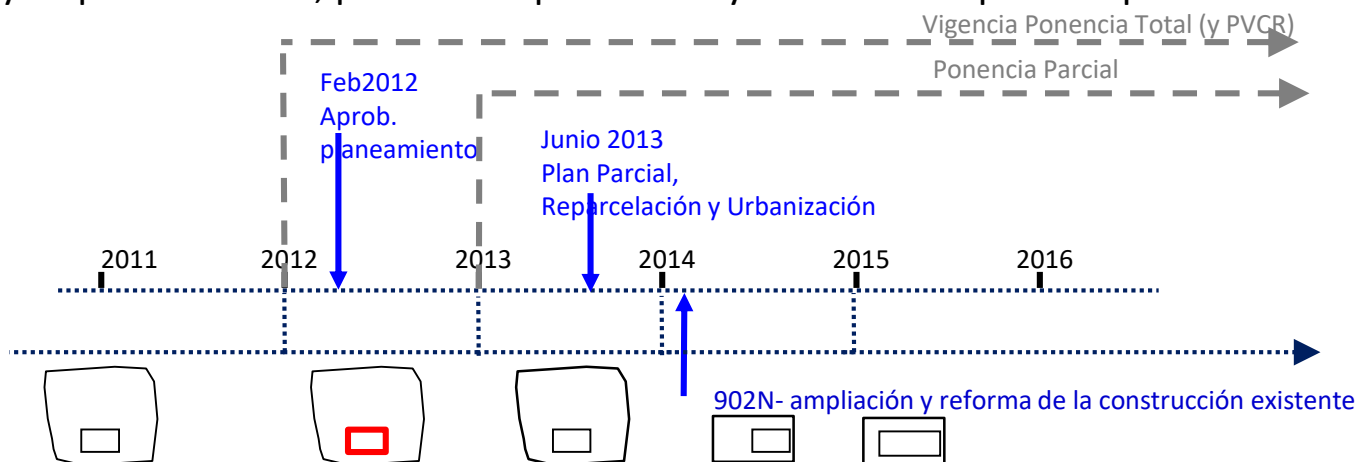 Vigencia Ponencia Total (y PVCR)
Ponencia Parcial
Feb2012
Aprob.
planeamiento
Junio 2013
Plan Parcial,
Reparcelación y Urbanización
2011 2012 2013 2014 2015 2016
902N- ampliación y reforma de la construcción existente